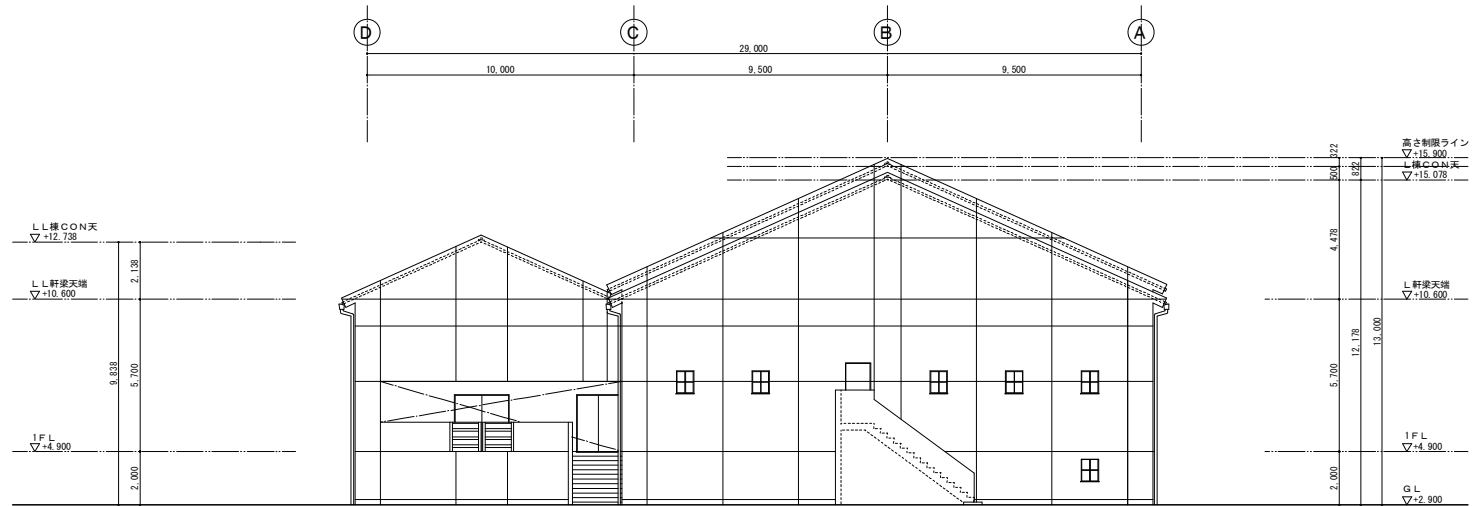 D
C
B
A
29,000
10,000
9,500
9,500
高さ制限ライン
▽+15.900
L棟CON天
▽+15.078
322
500
822
4,478
LL棟CON天
▽+12.738
2,138
LL軒梁天端
▽+10.600
L軒梁天端
▽+10.600
9,838
5,700
5,700
12,178
13,000
1FL
▽+4.900
1FL
▽+4.900
2,000
2,000
GL
▽+2.900